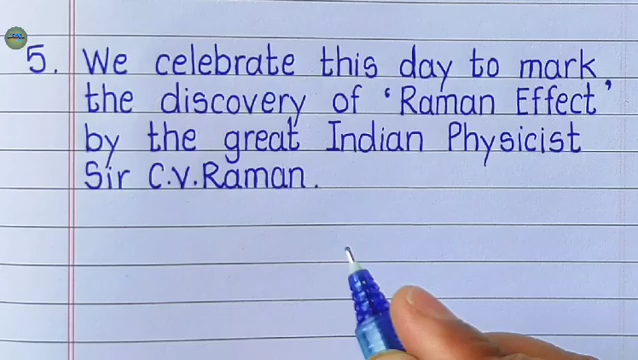 5. We celebrate this day to mark
the discovery of 'Raman Effect'
by the great Indian Physicist
Sir C.V.Raman.